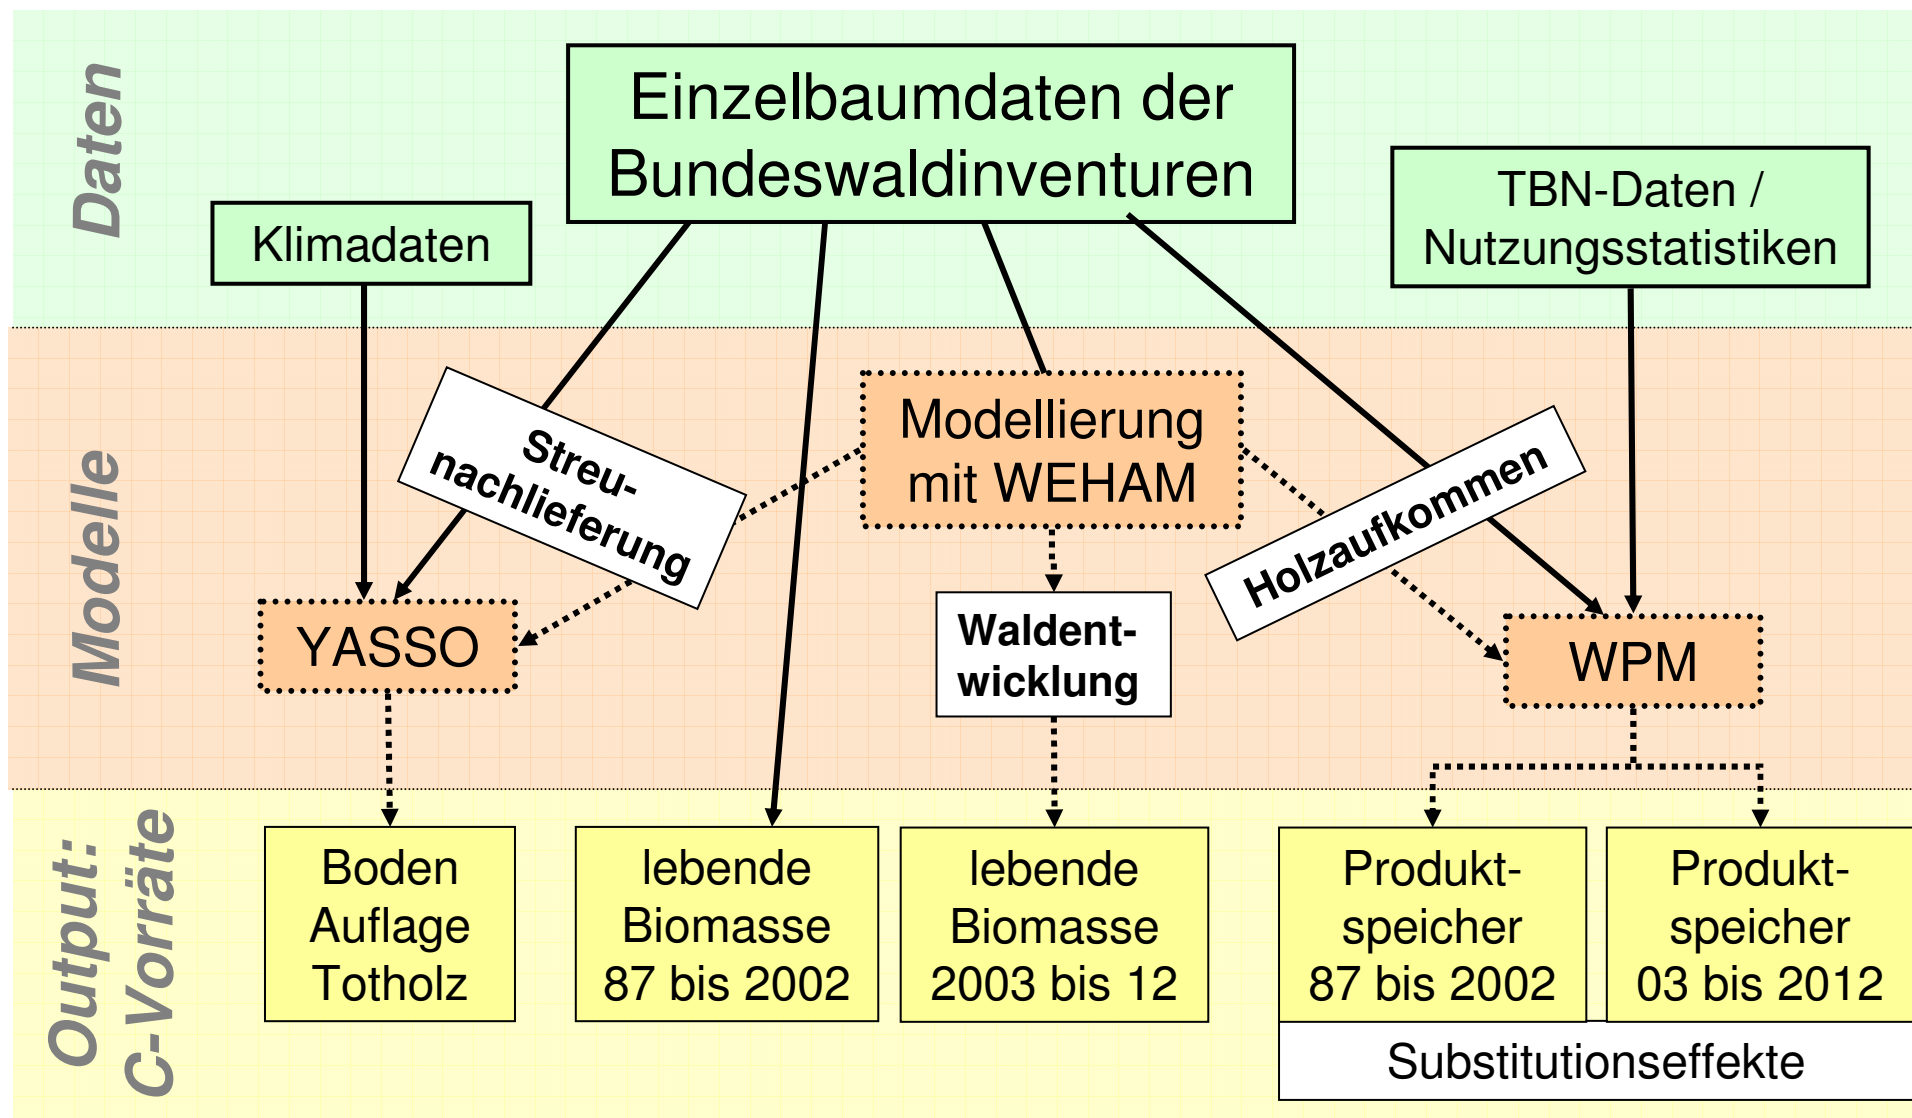 Daten
Einzelbaumdaten der
Bundeswaldinventuren
TBN-Daten /
Nutzungsstatistiken
Klimadaten
Modelle
Streu-
nachlieferung
Modellierung
mit WEHAM
Holzaufkommen
YASSO
Waldent-
wicklung
WPM
Output:
C-Vorräte
Boden
Auflage
Totholz
lebende
Biomasse
87 bis 2002
lebende
Biomasse
2003 bis 12
Produkt-
speicher
87 bis 2002
Produkt-
speicher
03 bis 2012
Substitutionseffekte